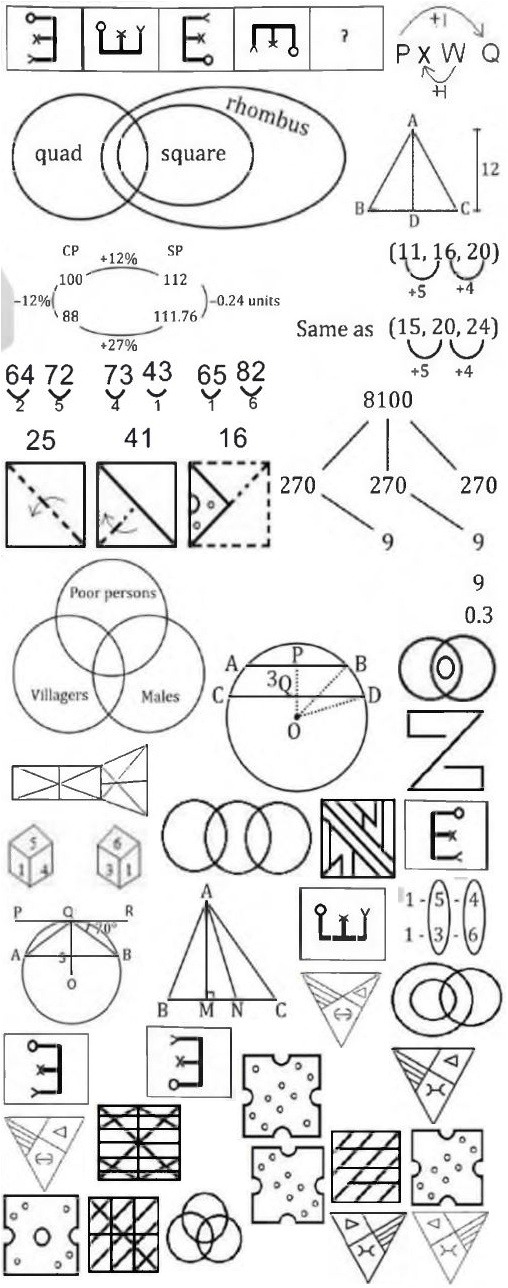 ?
+1
P X W Q
+1
quad square rhombus
A
12
B D C
CP SP
+12%
100 112
-12% -0.24 units
88 111.76
+27%
(11, 16, 20)
+5 +4
Same as (15, 20, 24)
+5 +4
64 72 73 43 65 82
2 5 4 1 1 6
25 41 16
8100
270 270 270
9 9
9
0.3
Poor persons
Villagers Males
A P B
C 3 Q D
O
5 6
1 4 3 1
P Q R
70°
A 5 B
O
A
B M N C
1 - 5 - 4
1 - 3 - 6